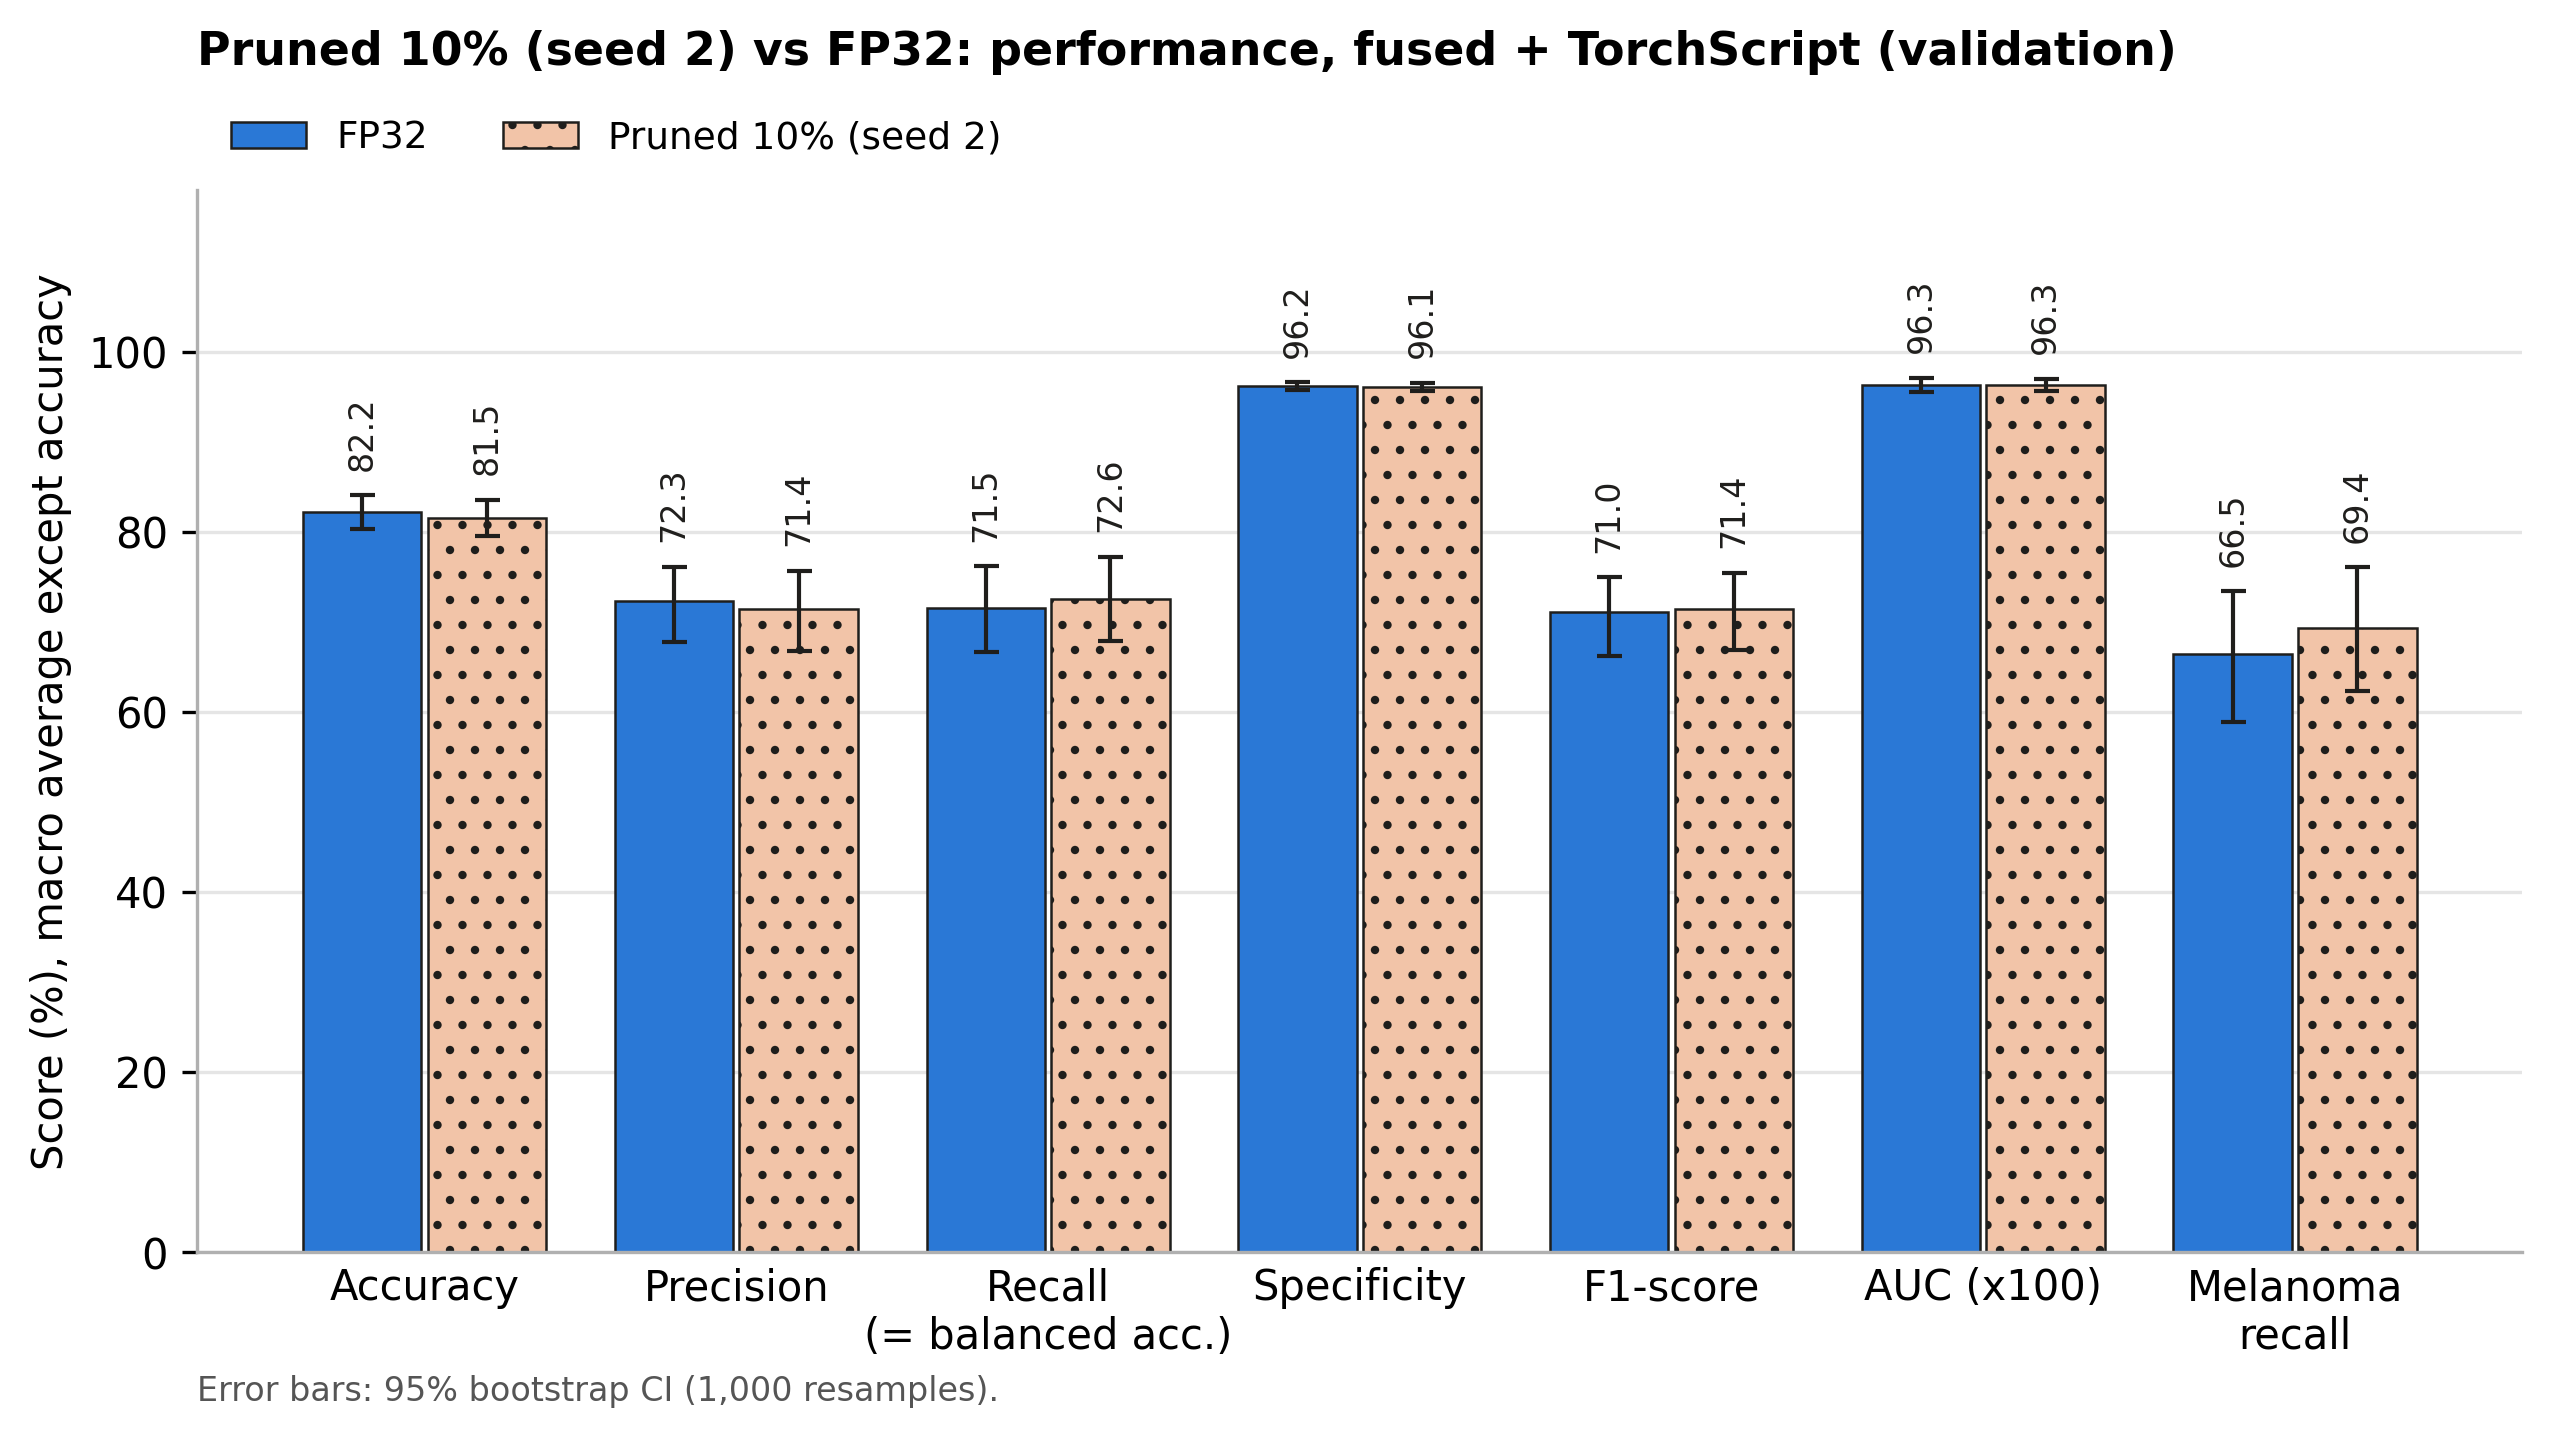 Pruned 10% (seed 2) vs FP32: performance, fused + TorchScript (validation)
FP32
Pruned 10% (seed 2)
Score (%), macro average except accuracy
100
80
60
40
20
0
82.2
81.5
72.3
71.4
71.5
72.6
96.2
96.1
71.0
71.4
96.3
96.3
66.5
69.4
Accuracy
Precision
Recall
(= balanced acc.)
Specificity
F1-score
AUC (x100)
Melanoma
recall
Error bars: 95% bootstrap CI (1,000 resamples).